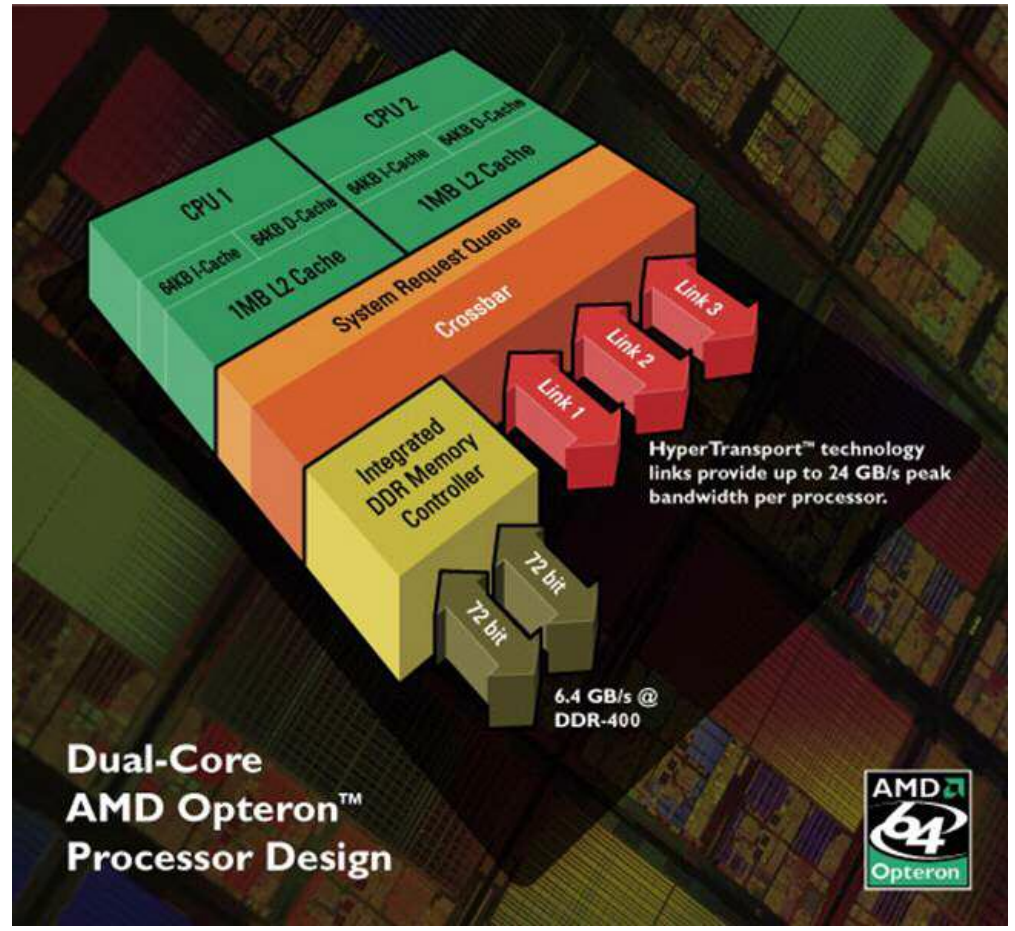 CPU 1
64KB I-Cache
64KB D-Cache
1MB L2 Cache
CPU 2
64KB I-Cache
64KB D-Cache
1MB L2 Cache
System Request Queue
Crossbar
Link 1
Link 2
Link 3
HyperTransport™ technology
links provide up to 24 GB/s peak
bandwidth per processor.
Integrated
DDR Memory
Controller
72 bit
72 bit
6.4 GB/s @
DDR-400
Dual-Core
AMD Opteron™
Processor Design
AMD
64
Opteron